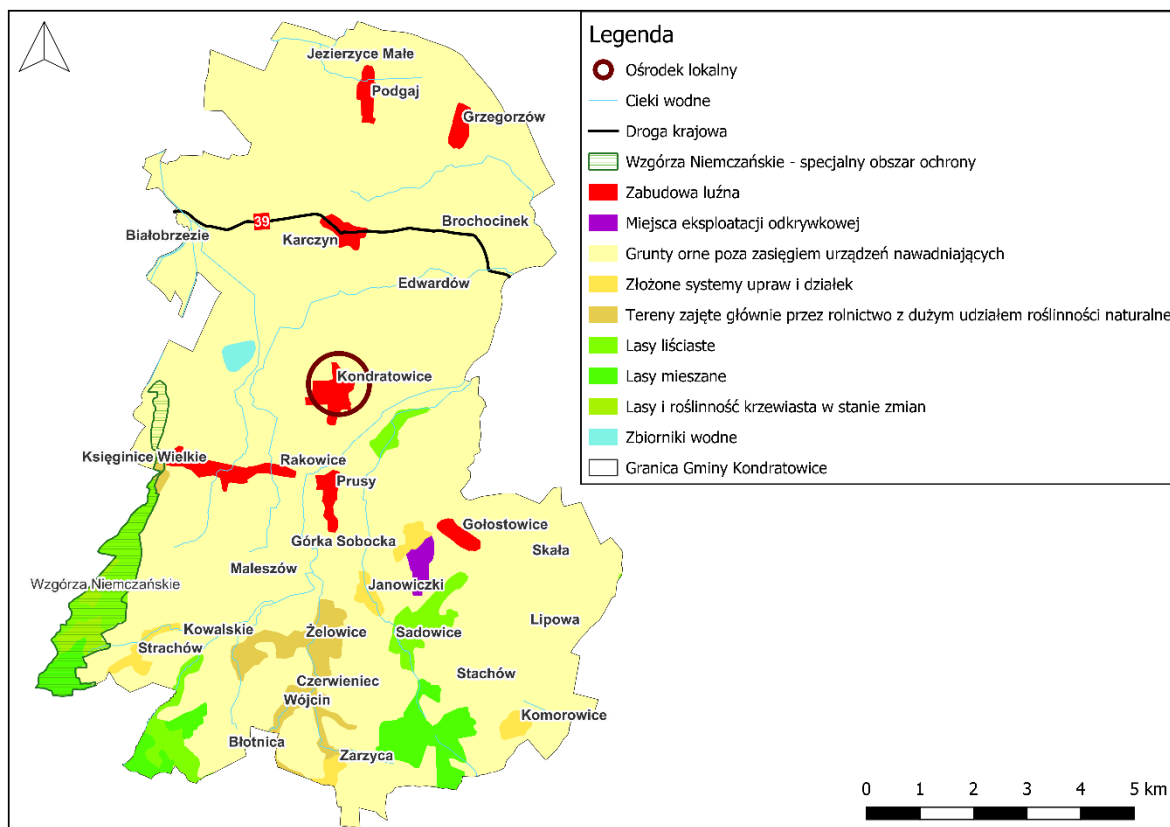 Jezierzyce Małe
Podgaj
Grzegorzów
Białobrzezie
39
Karczyn
Brochocinek
Edwardów
Kondratowice
Księginice Wielkie
Rakowice
Prusy
Górka Sobocka
Gołostowice
Skała
Maleszów
Janowiczki
Wzgórza Niemczańskie
Lipowa
Kowalskie
Strachów
Żelowice
Sadowice
Stachów
Czerwieniec
Wójcin
Komorowice
Błotnica
Zarzyca
Legenda
Ośrodek lokalny
Cieki wodne
Droga krajowa
Wzgórza Niemczańskie - specjalny obszar ochrony
Zabudowa luźna
Miejsca eksploatacji odkrywkowej
Grunty orne poza zasięgiem urządzeń nawadniających
Złożone systemy upraw i działek
Tereny zajęte głównie przez rolnictwo z dużym udziałem roślinności naturalnej
Lasy liściaste
Lasy mieszane
Lasy i roślinność krzewiasta w stanie zmian
Zbiorniki wodne
Granica Gminy Kondratowice
0 1 2 3 4 5 km